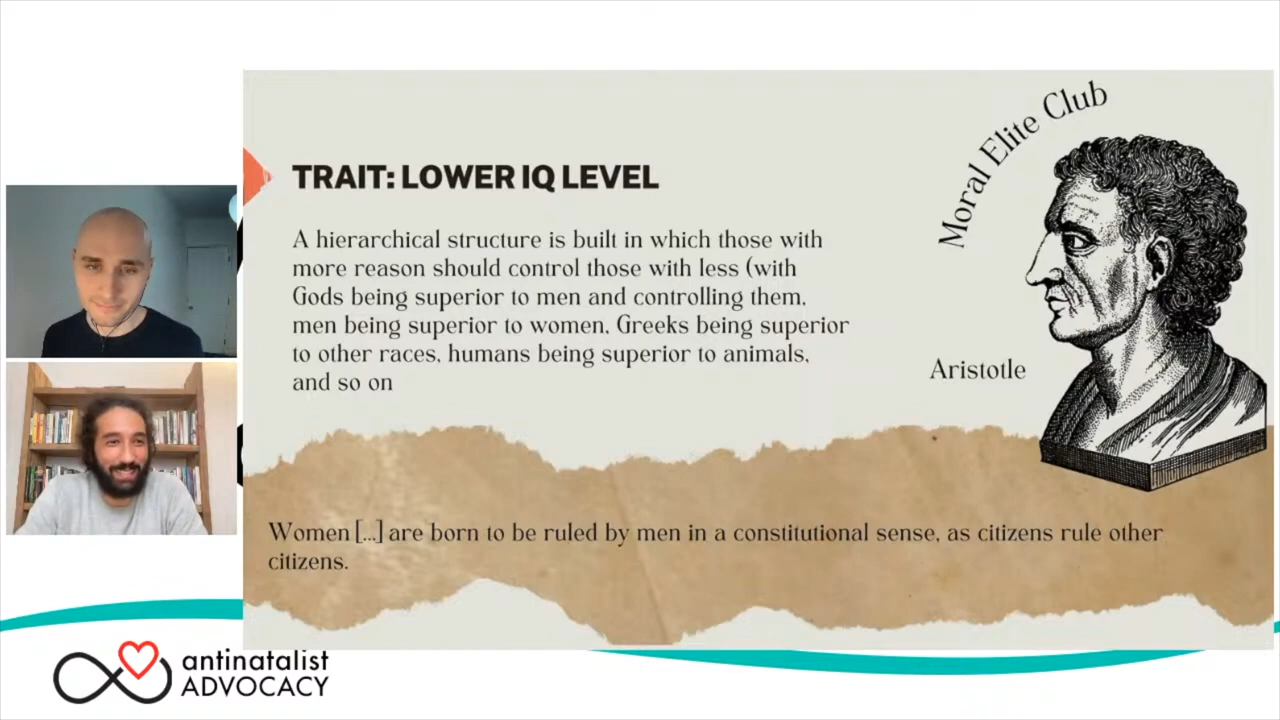 Moral Elite Club
TRAIT: LOWER IQ LEVEL
A hierarchical structure is built in which those with
more reason should control those with less (with
Gods being superior to men and controlling them,
men being superior to women, Greeks being superior
to other races, humans being superior to animals,
and so on
Aristotle
Women [...] are born to be ruled by men in a constitutional sense, as citizens rule other
citizens.
antinatalist
ADVOCACY